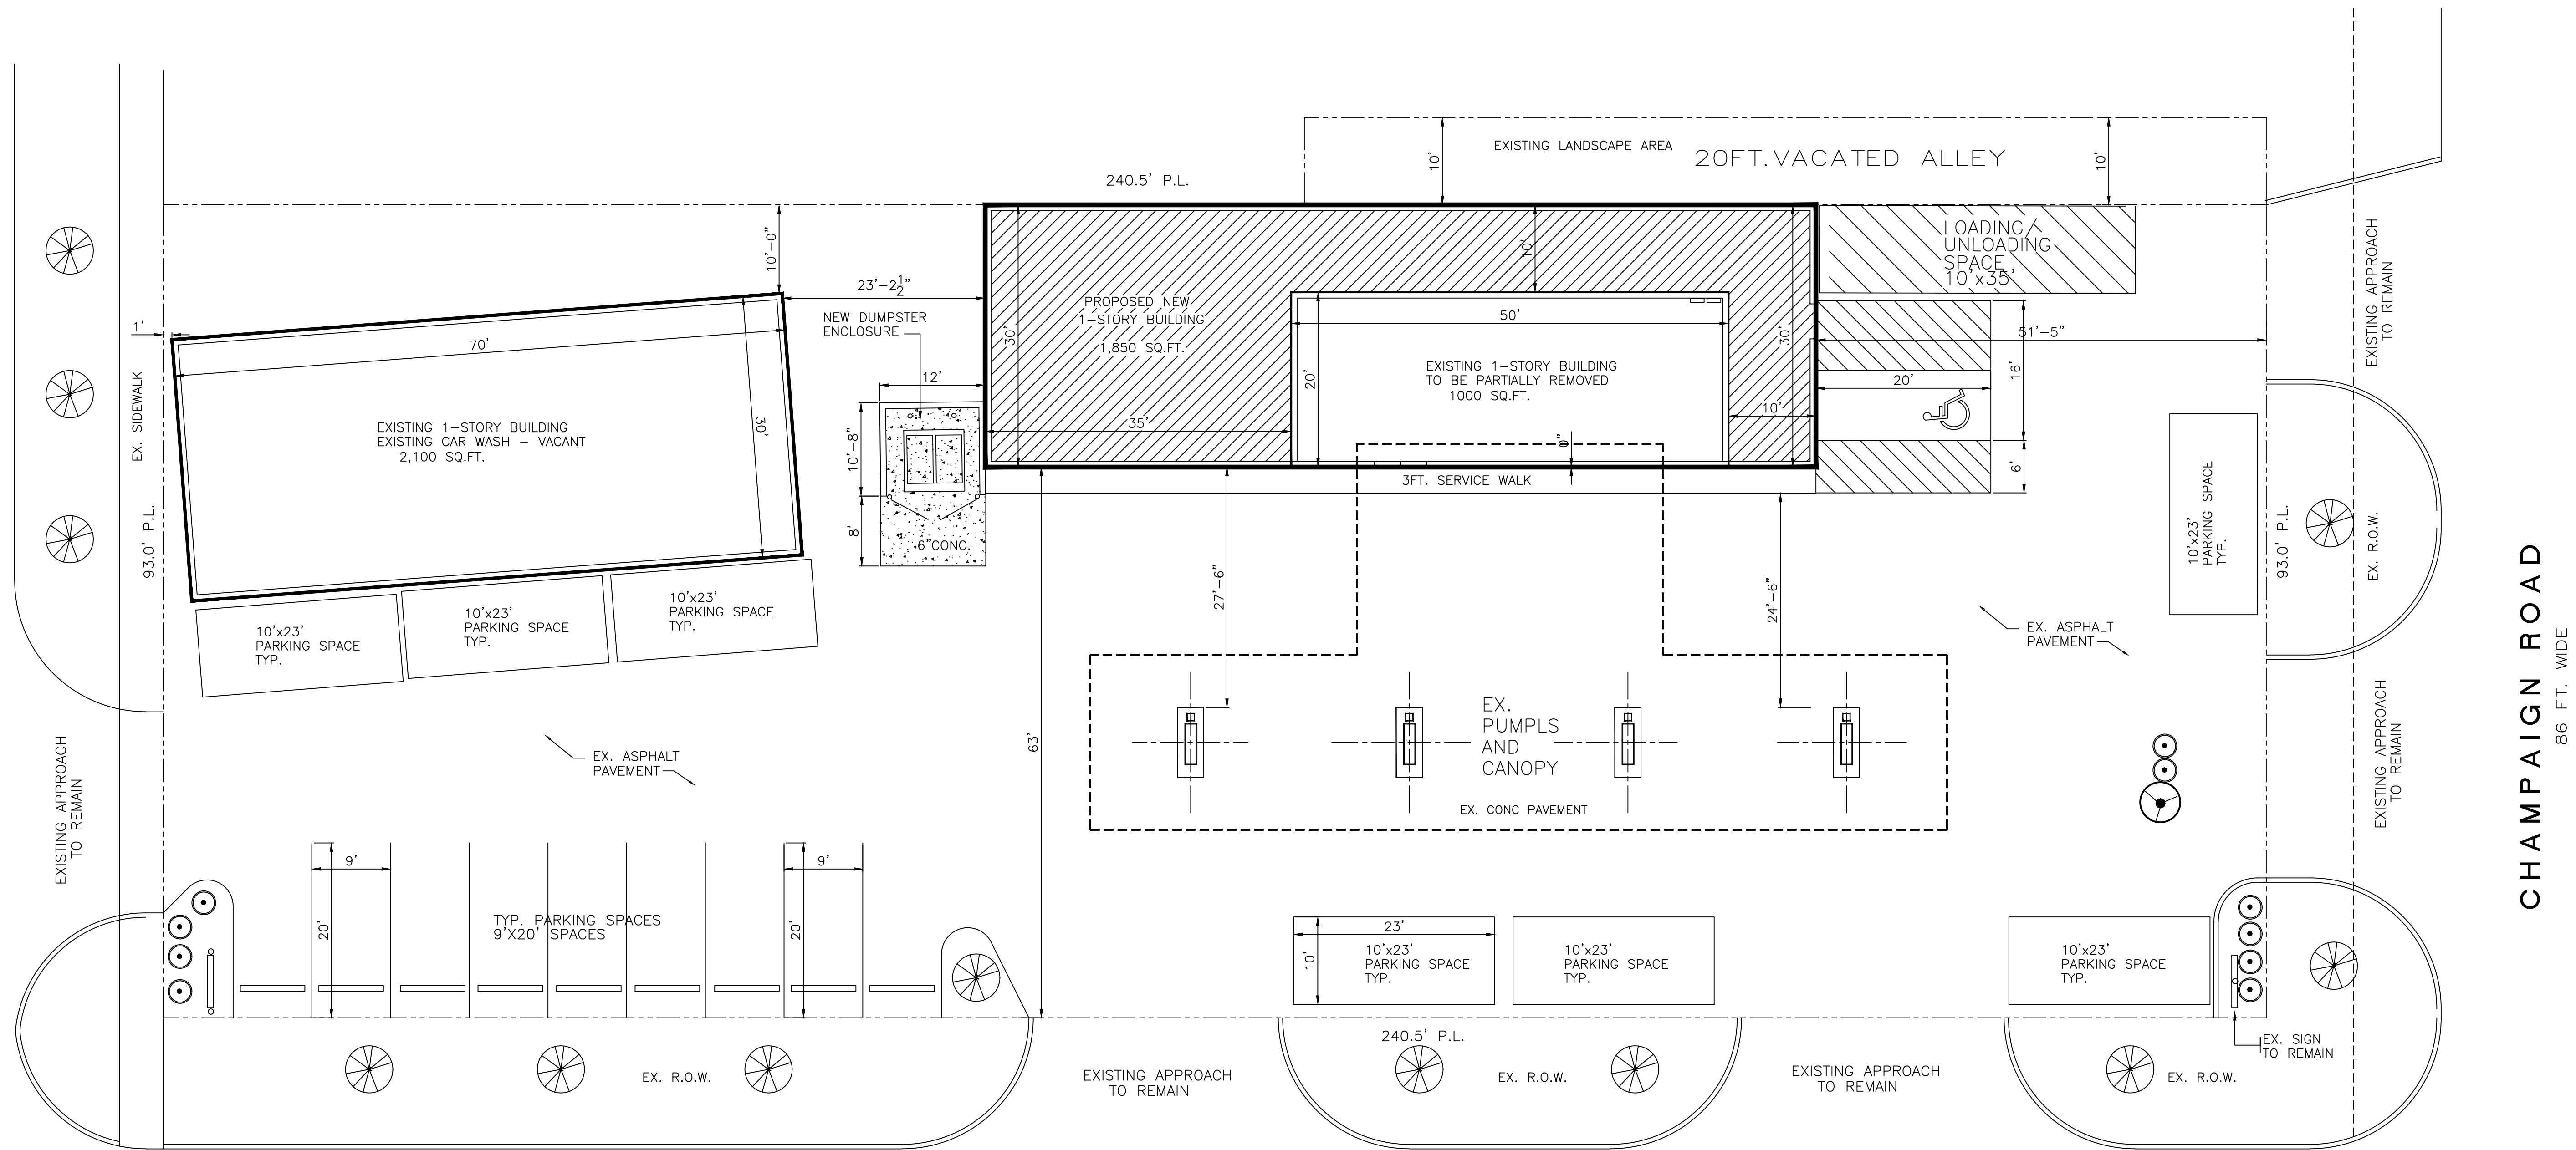 EXISTING LANDSCAPE AREA
20FT. VACATED ALLEY
10'
10'
240.5' P.L.
10'-0"
23'-2 1/2"
NEW DUMPSTER
ENCLOSURE
12'
10'-8"
8'
6"CONC.
1'
EX. SIDEWALK
93.0' P.L.
70'
30'
EXISTING 1-STORY BUILDING
EXISTING CAR WASH - VACANT
2,100 SQ.FT.
10'x23'
PARKING SPACE
TYP.
10'x23'
PARKING SPACE
TYP.
10'x23'
PARKING SPACE
TYP.
30'
PROPOSED NEW
1-STORY BUILDING
1,850 SQ.FT.
35'
10'
50'
20'
EXISTING 1-STORY BUILDING
TO BE PARTIALLY REMOVED
1000 SQ.FT.
10'
30'
0"
3FT. SERVICE WALK
LOADING/
UNLOADING
SPACE
10'x35'
51'-5"
16'
20'
6'
EXISTING APPROACH
TO REMAIN
10'x23'
PARKING SPACE
TYP.
93.0' P.L.
EX. R.O.W.
27'-6"
24'-6"
63'
EX. ASPHALT
PAVEMENT
EX. ASPHALT
PAVEMENT
EX.
PUMPLS
AND
CANOPY
EX. CONC PAVEMENT
EXISTING APPROACH
TO REMAIN
EXISTING APPROACH
TO REMAIN
9'
9'
20'
20'
TYP. PARKING SPACES
9'X20' SPACES
23'
10'
10'x23'
PARKING SPACE
TYP.
10'x23'
PARKING SPACE
TYP.
10'x23'
PARKING SPACE
TYP.
240.5' P.L.
EX. SIGN
TO REMAIN
EX. R.O.W.
EXISTING APPROACH
TO REMAIN
EX. R.O.W.
EXISTING APPROACH
TO REMAIN
EX. R.O.W.
CHAMPAIGN ROAD
86 FT. WIDE